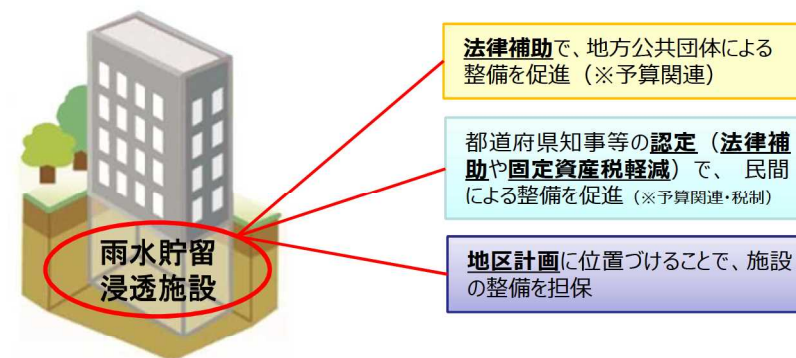 雨水貯留
浸透施設
法律補助で、地方公共団体による
整備を促進（※予算関連）
都道府県知事等の認定（法律補
助や固定資産税軽減）で、 民間
による整備を促進（※予算関連・税制）
地区計画に位置づけることで、施設
の整備を担保